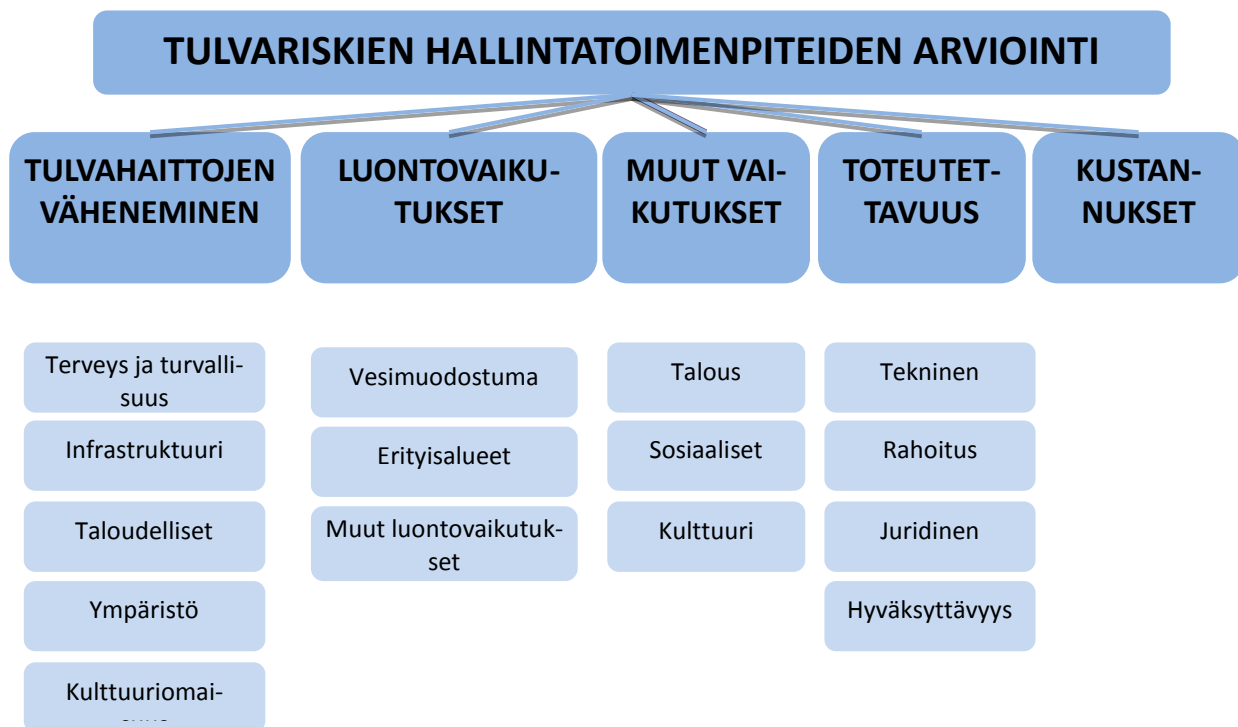 TULVARISKIEN HALLINTATOIMENPITEIDEN ARVIOINTI
TULVAHAITTOJEN
VÄHENEMINEN
LUONTOVAIKU-
TUKSET
MUUT VAI-
KUTUKSET
TOTEUTET-
TAVUUS
KUSTAN-
NUKSET
Terveys ja turvalli-
suus
Infrastruktuuri
Taloudelliset
Ympäristö
Kulttuuriomai-
Vesimuodostuma
Erityisalueet
Muut luontovaikutuk-
set
Talous
Sosiaaliset
Kulttuuri
Tekninen
Rahoitus
Juridinen
Hyväksyttävyys